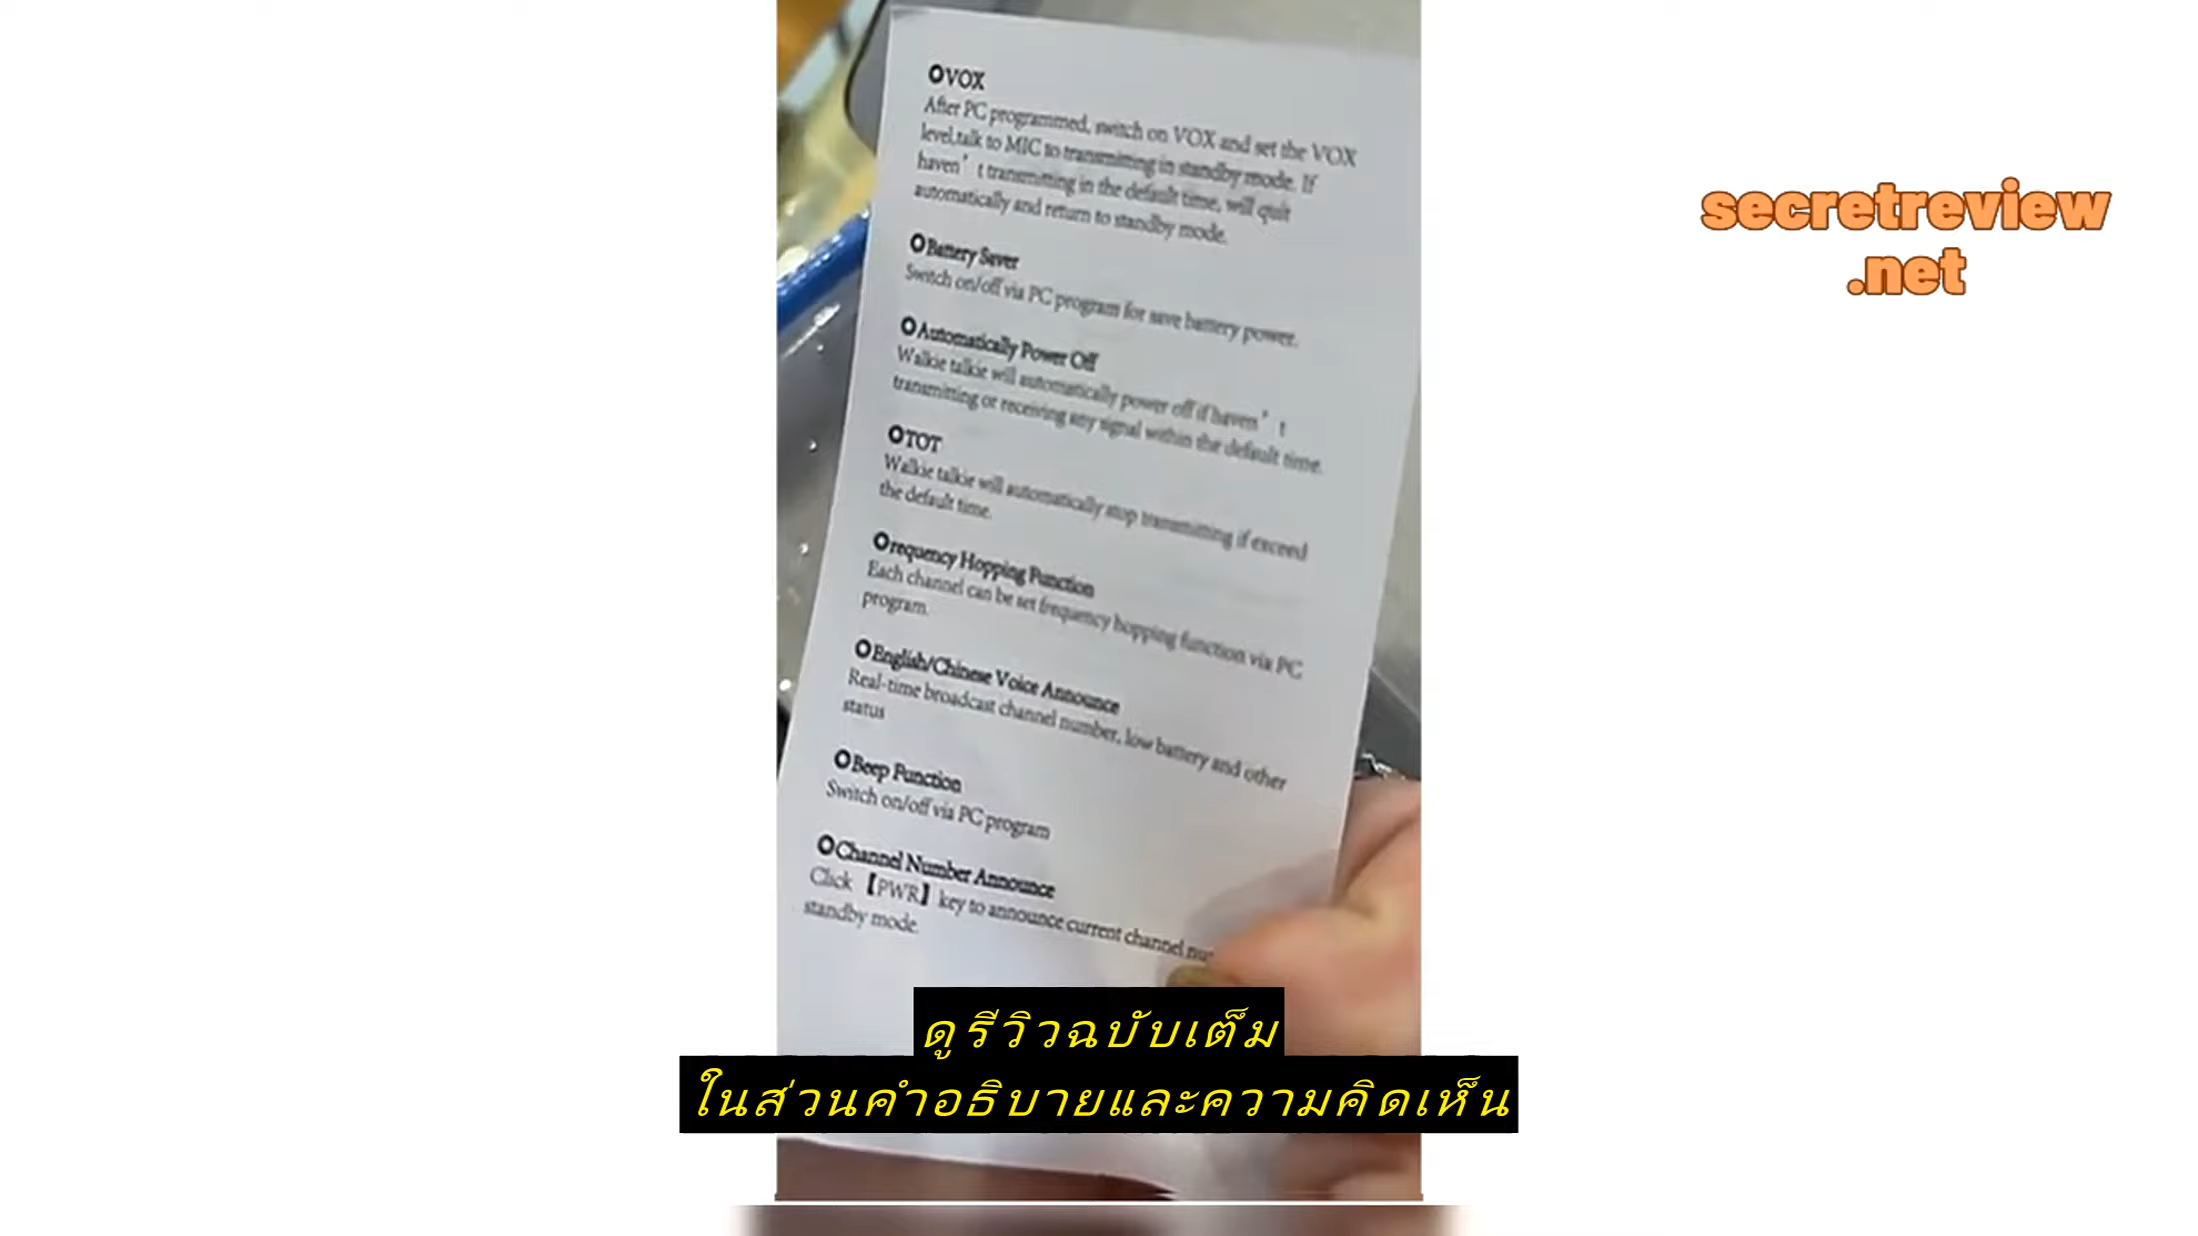 VOX
After PC programmed, switch on VOX and set the VOX
level,talk to MIC to transmitting in standby mode. If
haven’t transmitting in the default time, will quit
automatically and return to standby mode.
Battery Saver
Switch on/off via PC program for save battery power.
Automatically Power Off
Walkie talkie will automatically power off if haven’t
transmitting or receiving any signal within the default time.
TOT
Walkie talkie will automatically stop transmitting if exceed
the default time.
requency Hopping Function
Each channel can be set frequency hopping function via PC
program.
English/Chinese Voice Announce
Real-time broadcast channel number, low battery and other
status
Beep Function
Switch on/off via PC program
Channel Number Announce
Click 【PWR】 key to announce current channel
standby mode.
secretreview
.net
ดูรีวิวฉบับเต็ม
ในส่วนคำอธิบายและความคิดเห็น